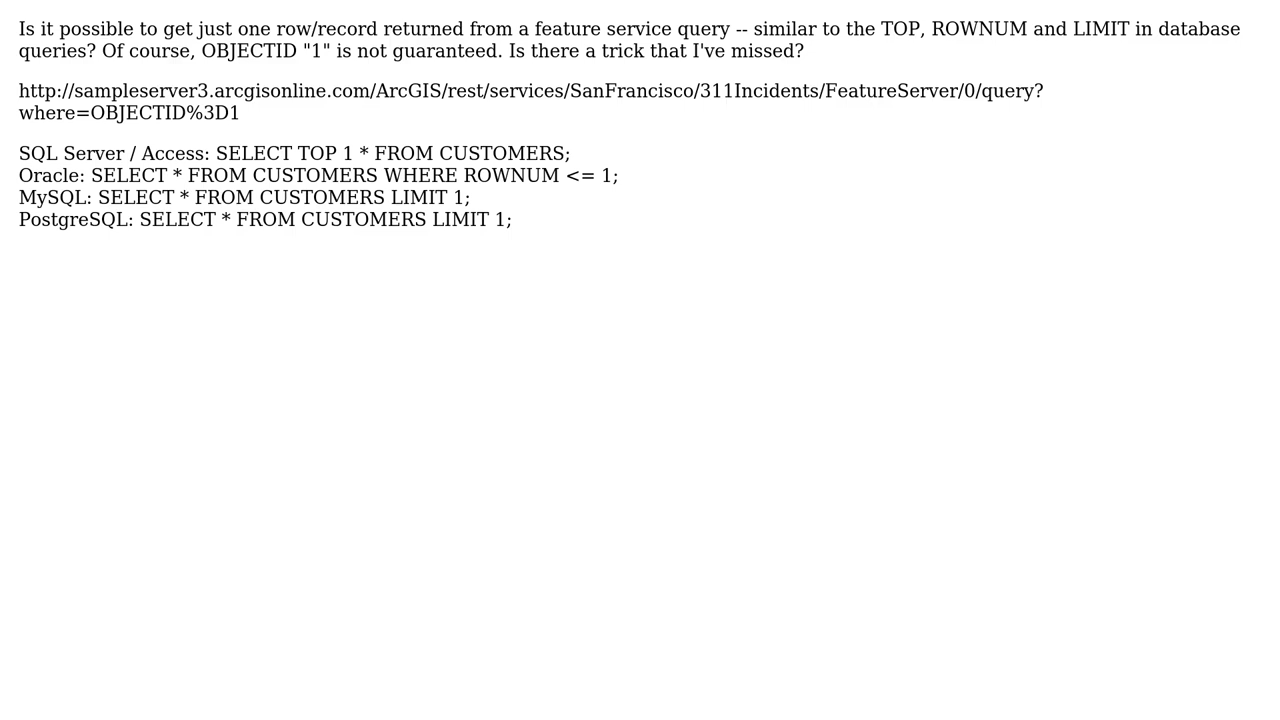 Is it possible to get just one row/record returned from a feature service query -- similar to the TOP, ROWNUM and LIMIT in database
queries? Of course, OBJECTID "1" is not guaranteed. Is there a trick that I've missed?
http://sampleserver3.arcgisonline.com/ArcGIS/rest/services/SanFrancisco/311Incidents/FeatureServer/0/query?
where=OBJECTID%3D1
SQL Server / Access: SELECT TOP 1 * FROM CUSTOMERS;
Oracle: SELECT * FROM CUSTOMERS WHERE ROWNUM <= 1;
MySQL: SELECT * FROM CUSTOMERS LIMIT 1;
PostgreSQL: SELECT * FROM CUSTOMERS LIMIT 1;